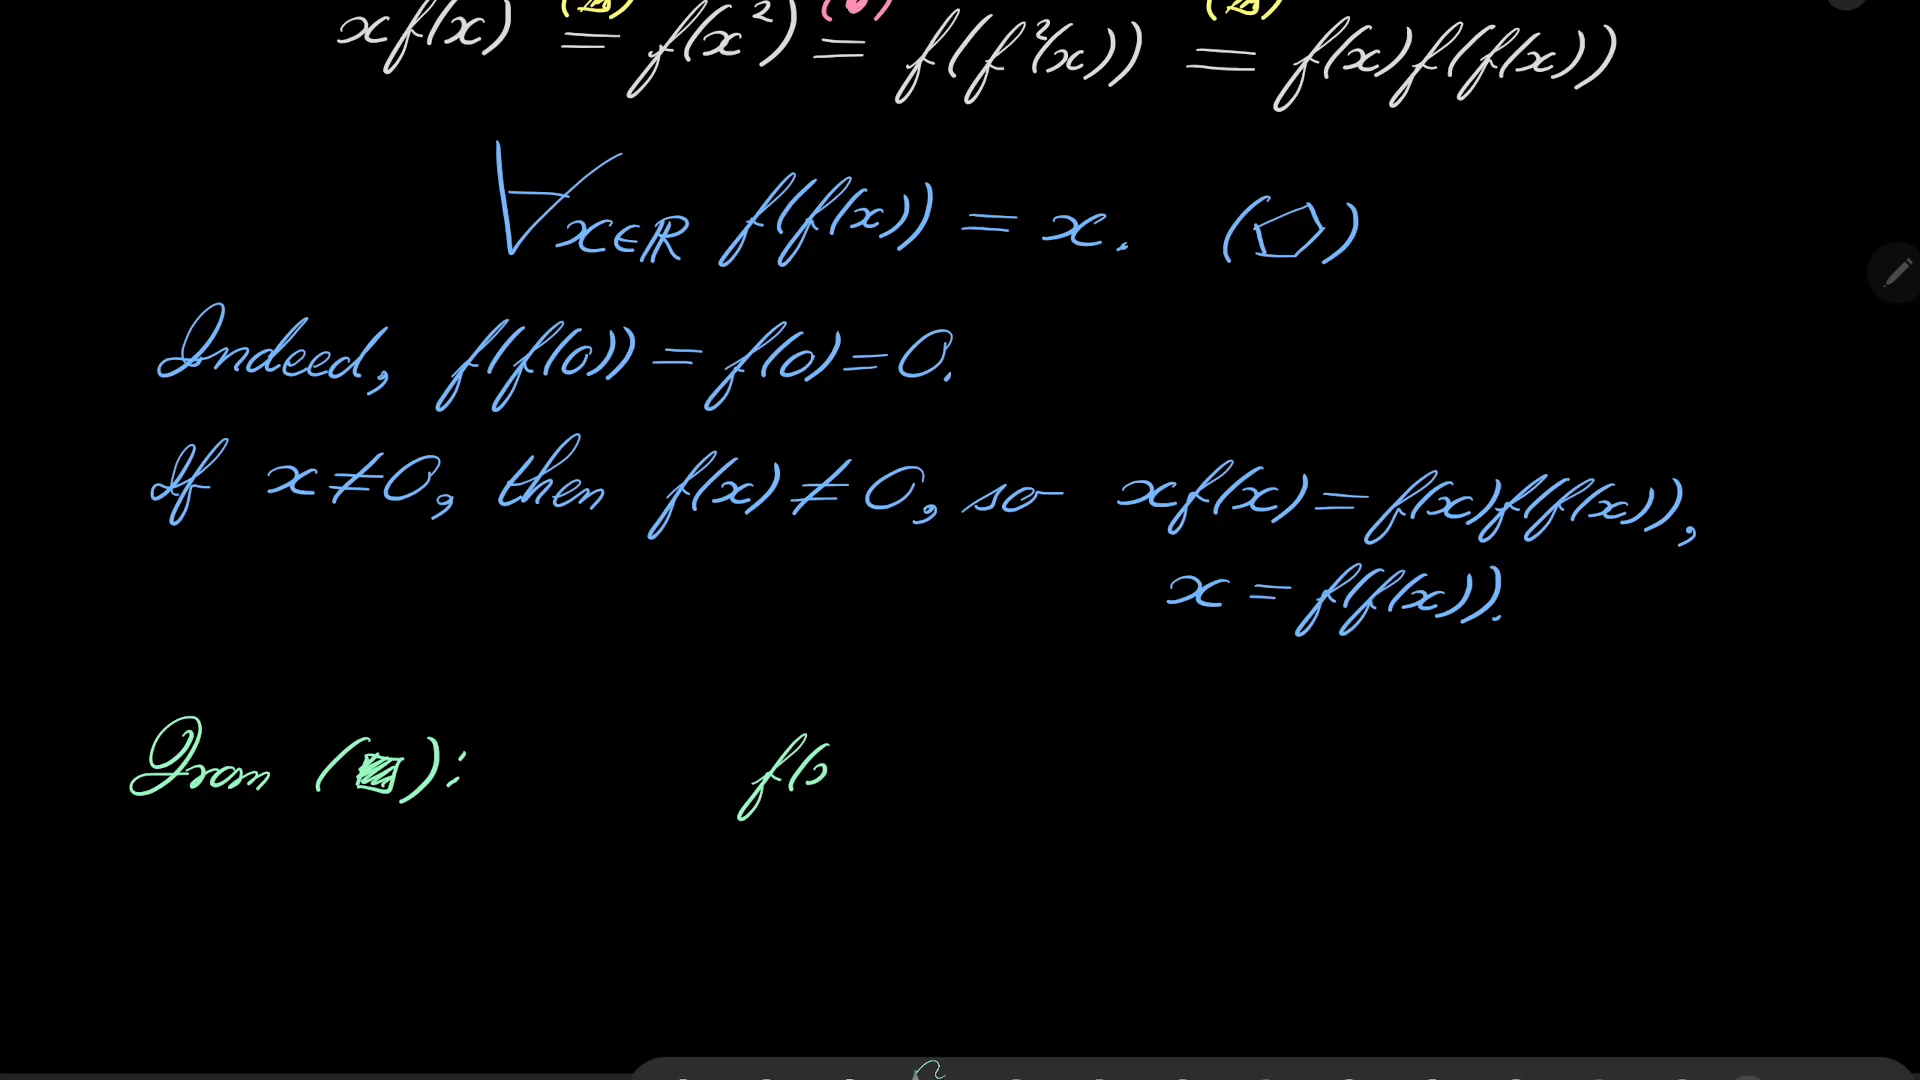 xf(x) = f(x²) = f(f²(x)) = f(x)f(f(x))
∀x∈ℝ f(f(x)) = x. (⬠)
Indeed, f(f(0)) = f(0) = 0.
If x ≠ 0, then f(x) ≠ 0, so xf(x) = f(x)f(f(x)),
x = f(f(x)).
From (■): f(